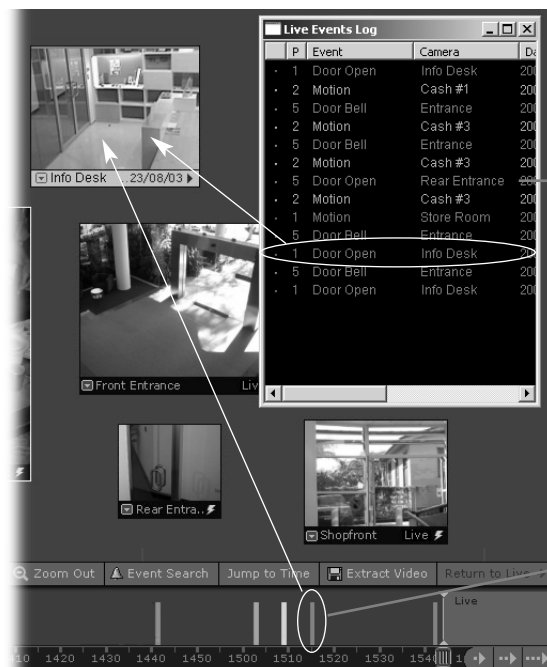 Live Events Log
P Event Camera Da
1 Door Open Info Desk 200
2 Motion Cash #1 200
5 Door Bell Entrance 200
2 Motion Cash #3 200
5 Door Bell Entrance 200
2 Motion Cash #3 200
5 Door Open Rear Entrance 200
2 Motion Cash #3 200
1 Motion Store Room 200
5 Door Bell Entrance 200
1 Door Open Info Desk 200
5 Door Bell Entrance 200
1 Door Open Info Desk 200
Info Desk ...23/08/03
Front Entrance Liv
Rear Entra..
Shopfront Live
Zoom Out Event Search Jump to Time Extract Video Return to Live
Live
10 1420 1430 1440 1450 1500 1510 1520 1530 1540 1